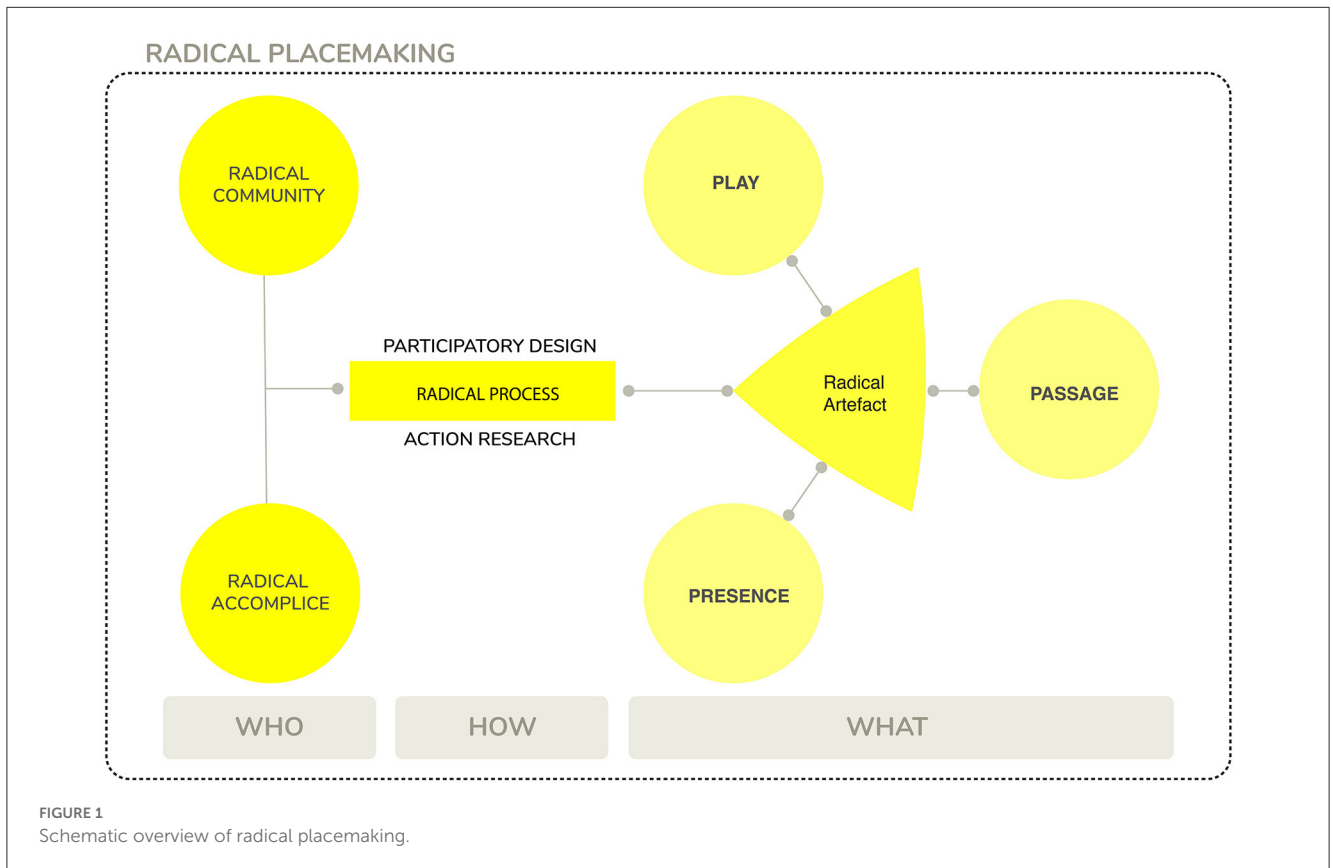 RADICAL PLACEMAKING
RADICAL
COMMUNITY
PLAY
PARTICIPATORY DESIGN
RADICAL PROCESS
ACTION RESEARCH
Radical
Artefact
PASSAGE
RADICAL
ACCOMPLICE
PRESENCE
WHO
HOW
WHAT
FIGURE 1
Schematic overview of radical placemaking.